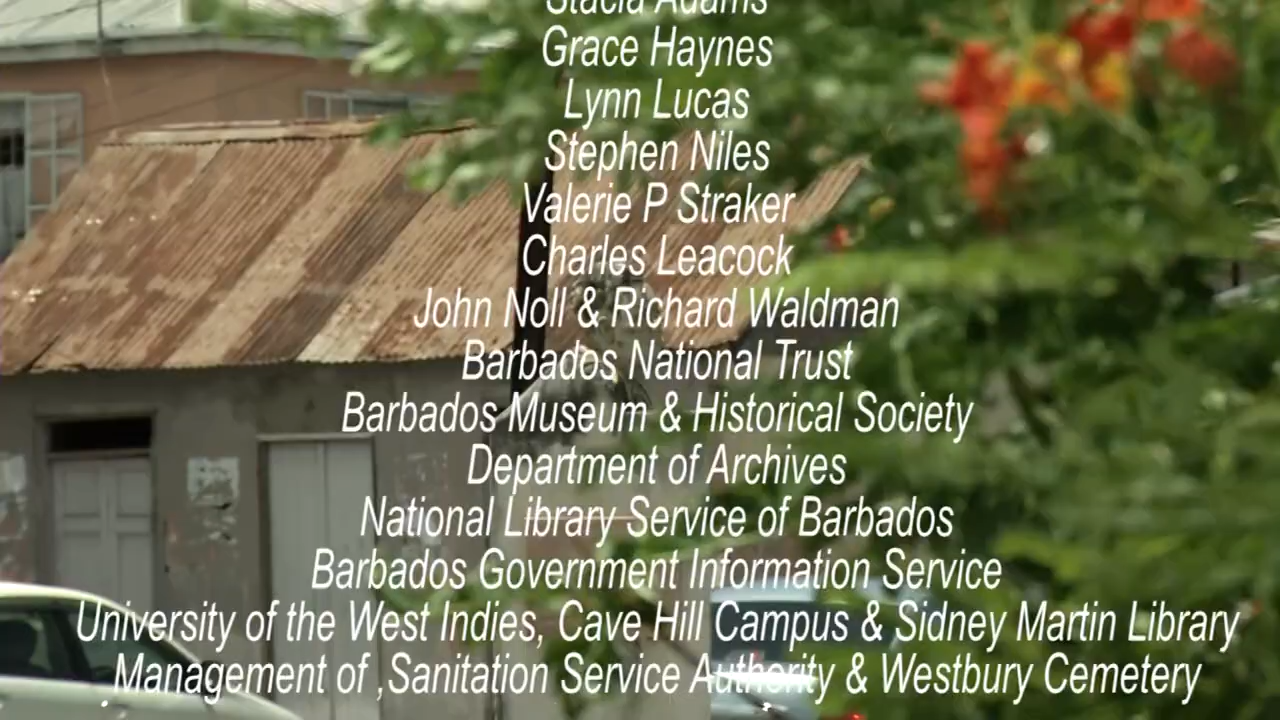 Stacia Adams
Grace Haynes
Lynn Lucas
Stephen Niles
Valerie P Straker
Charles Leacock
John Noll & Richard Waldman
Barbados National Trust
Barbados Museum & Historical Society
Department of Archives
National Library Service of Barbados
Barbados Government Information Service
University of the West Indies, Cave Hill Campus & Sidney Martin Library
Management of ,Sanitation Service Authority & Westbury Cemetery